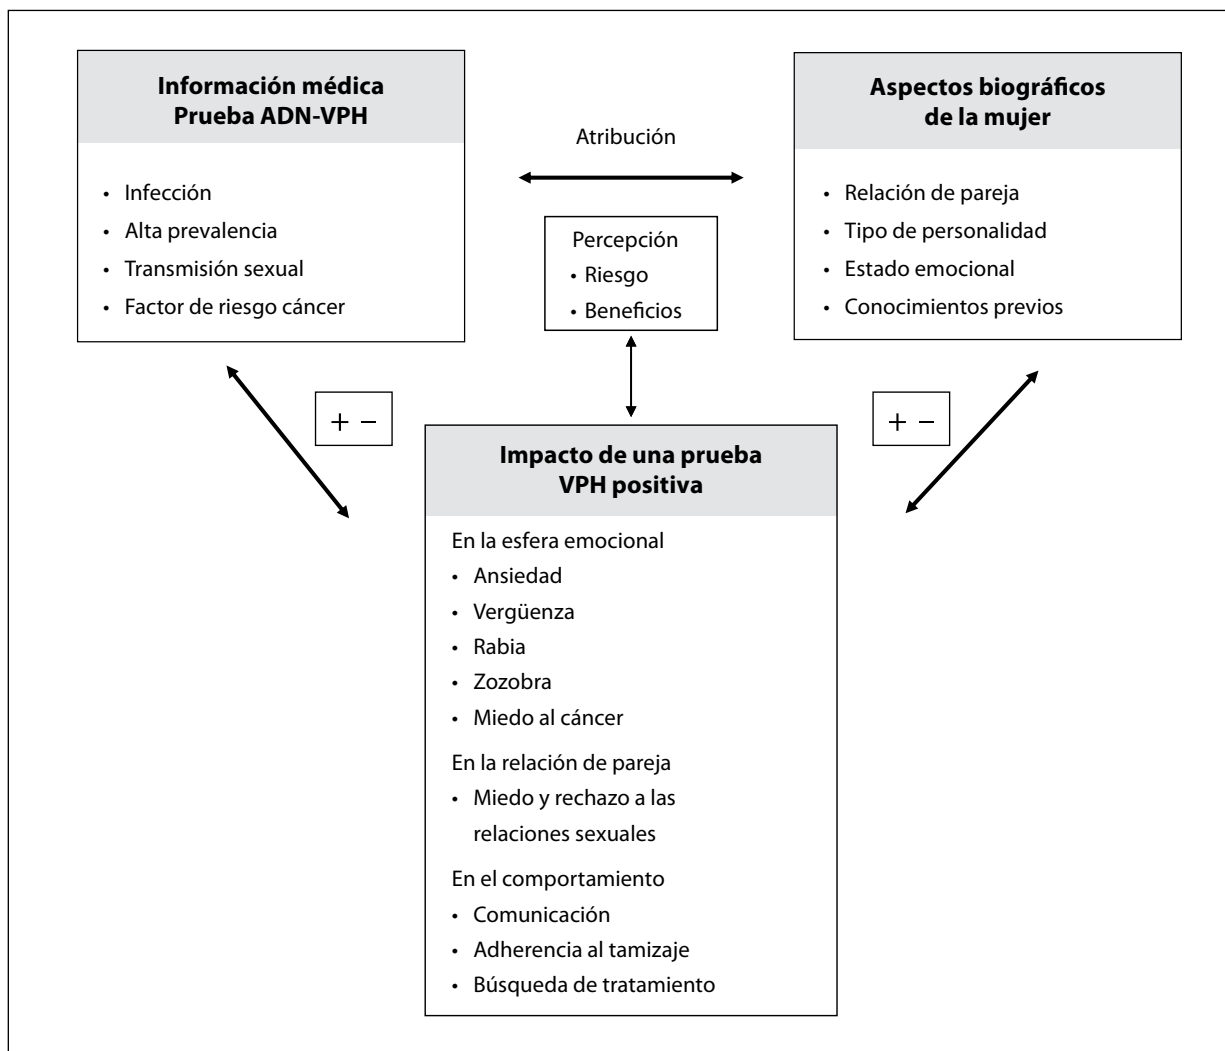 Información médica
Prueba ADN-VPH
• Infección
• Alta prevalencia
• Transmisión sexual
• Factor de riesgo cáncer
Atribución
Percepción
• Riesgo
• Beneficios
Aspectos biográficos
de la mujer
• Relación de pareja
• Tipo de personalidad
• Estado emocional
• Conocimientos previos
+ −
+ −
Impacto de una prueba
VPH positiva
En la esfera emocional
• Ansiedad
• Vergüenza
• Rabia
• Zozobra
• Miedo al cáncer
En la relación de pareja
• Miedo y rechazo a las
relaciones sexuales
En el comportamiento
• Comunicación
• Adherencia al tamizaje
• Búsqueda de tratamiento